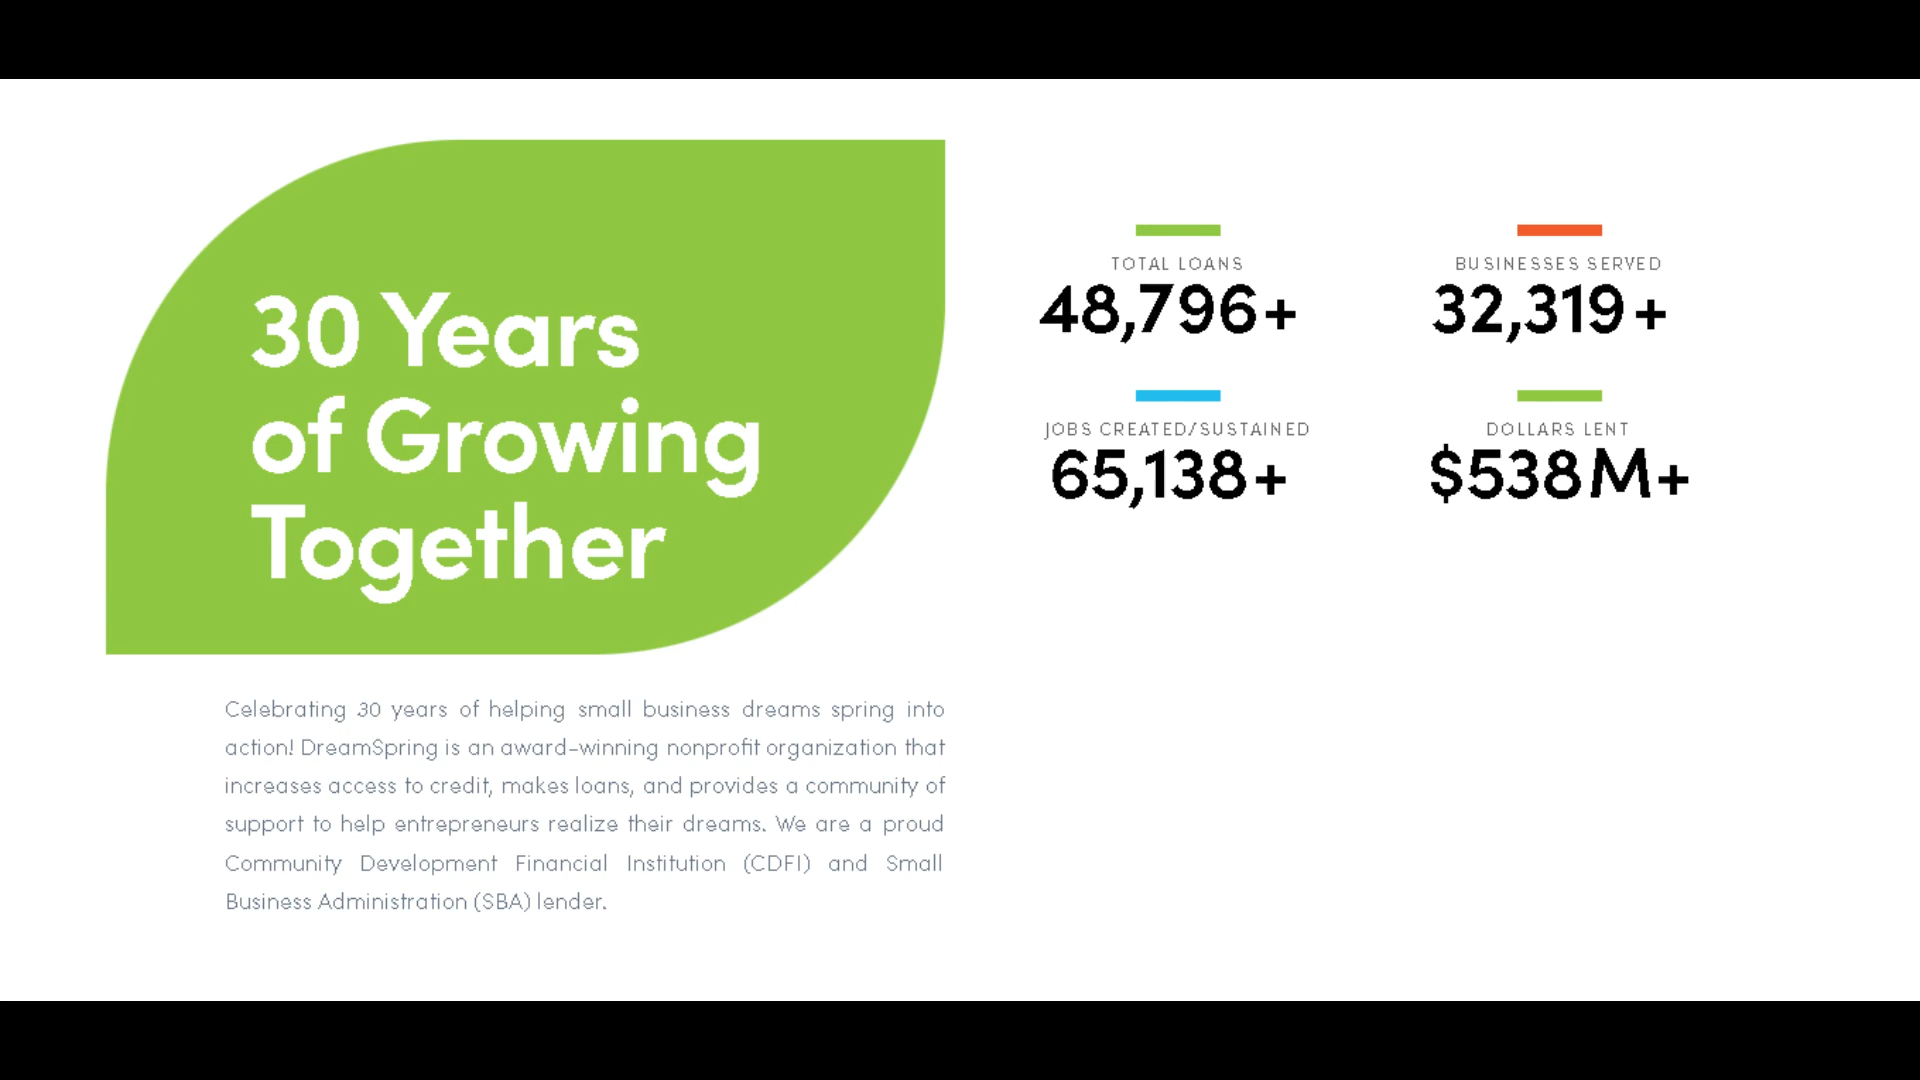 30 Years
of Growing
Together
Celebrating 30 years of helping small business dreams spring into
action! DreamSpring is an award-winning nonprofit organization that
increases access to credit, makes loans, and provides a community of
support to help entrepreneurs realize their dreams. We are a proud
Community Development Financial Institution (CDFI) and Small
Business Administration (SBA) lender.
TOTAL LOANS
48,796+
BUSINESSES SERVED
32,319+
JOBS CREATED/SUSTAINED
65,138+
DOLLARS LENT
$538M+